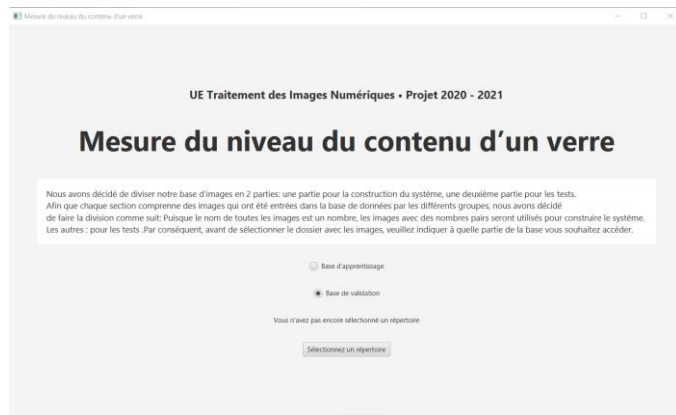 Mesure du niveau du contenu d'un verre
UE Traitement des Images Numériques • Projet 2020 - 2021
Mesure du niveau du contenu d'un verre
Nous avons décidé de diviser notre base d'images en 2 parties: une partie pour la construction du système, une deuxième partie pour les tests.
Afin que chaque section comprenne des images qui ont été entrées dans la base de données par les différents groupes, nous avons décidé
de faire la division comme suit: Puisque le nom de toutes les images est un nombre, les images avec des nombres pairs seront utilisés pour construire le système.
Les autres : pour les tests .Par conséquent, avant de sélectionner le dossier avec les images, veuillez indiquer à quelle partie de la base vous souhaitez accéder.
Base d'apprentissage
Base de validation
Vous n'avez pas encore sélectionné un répertoire
Sélectionnez un répertoire